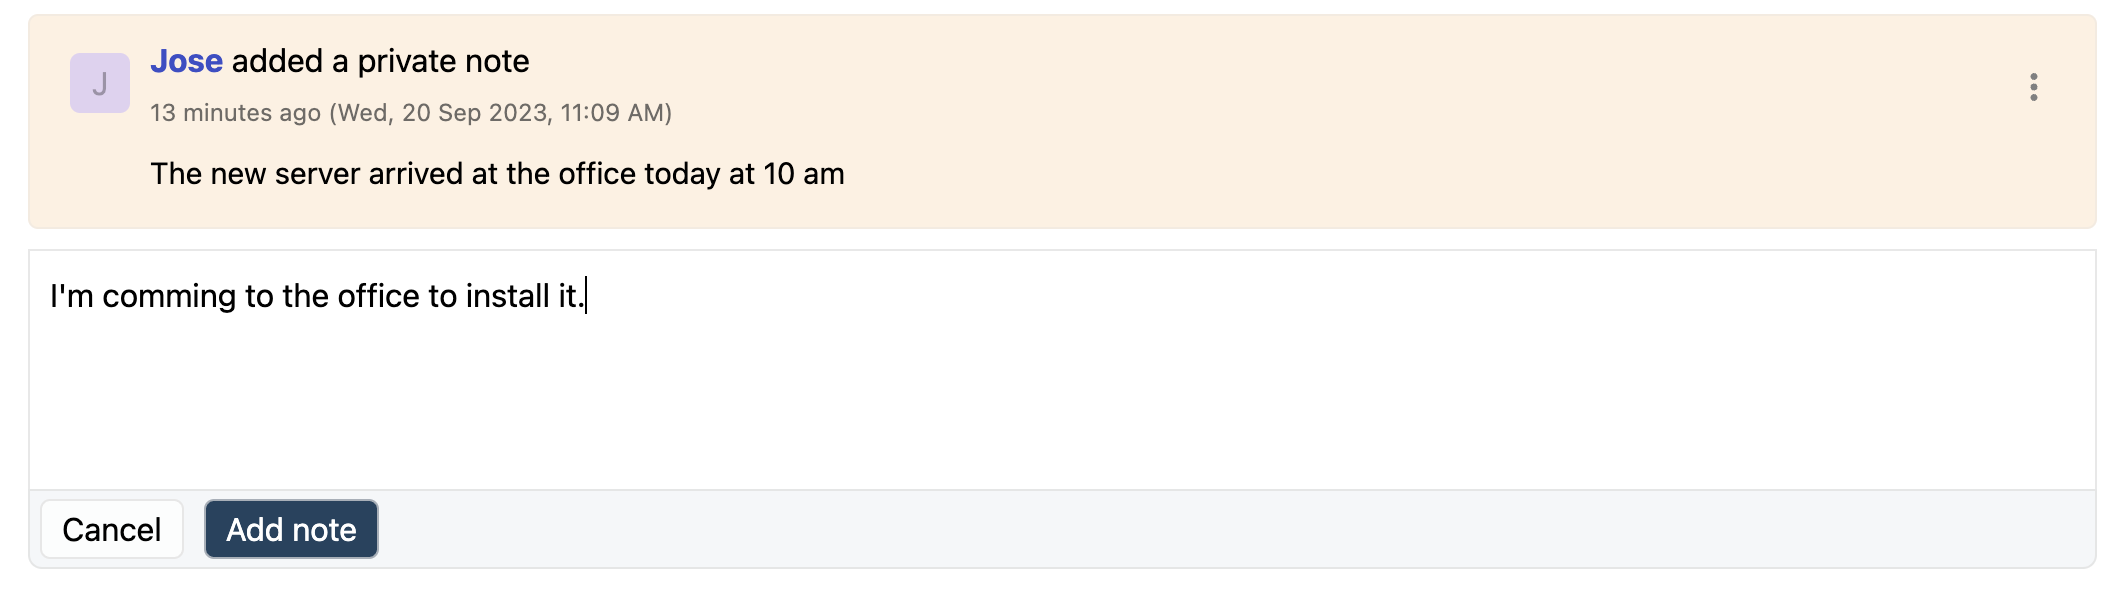 J
Jose added a private note
13 minutes ago (Wed, 20 Sep 2023, 11:09 AM)
The new server arrived at the office today at 10 am
I'm comming to the office to install it.
Cancel
Add note